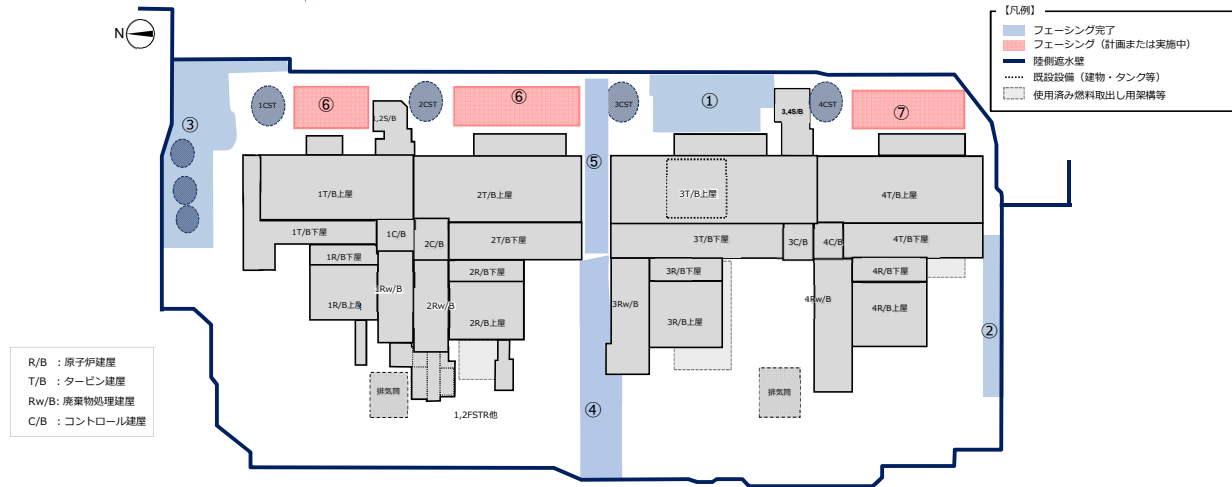 N
【凡例】
フェーシング完了
フェーシング（計画または実施中）
陸側遮水壁
既設設備（建物・タンク等）
使用済み燃料取出し用架構等
1CST
⑥
2CST
⑥
3CST
①
4CST
⑦
1,2S/B
3,4S/B
③
⑤
1T/B上屋
2T/B上屋
3T/B上屋
4T/B上屋
1T/B下屋
1C/B
2C/B
2T/B下屋
3T/B下屋
3C/B
4C/B
4T/B下屋
1R/B下屋
2R/B下屋
3R/B下屋
4R/B下屋
1Rw/B
2Rw/B
3Rw/B
4Rw/B
1R/B上屋
2R/B上屋
3R/B上屋
4R/B上屋
②
排気筒
④
排気筒
1,2FSTR他
R/B ：原子炉建屋
T/B ：タービン建屋
Rw/B：廃棄物処理建屋
C/B ：コントロール建屋